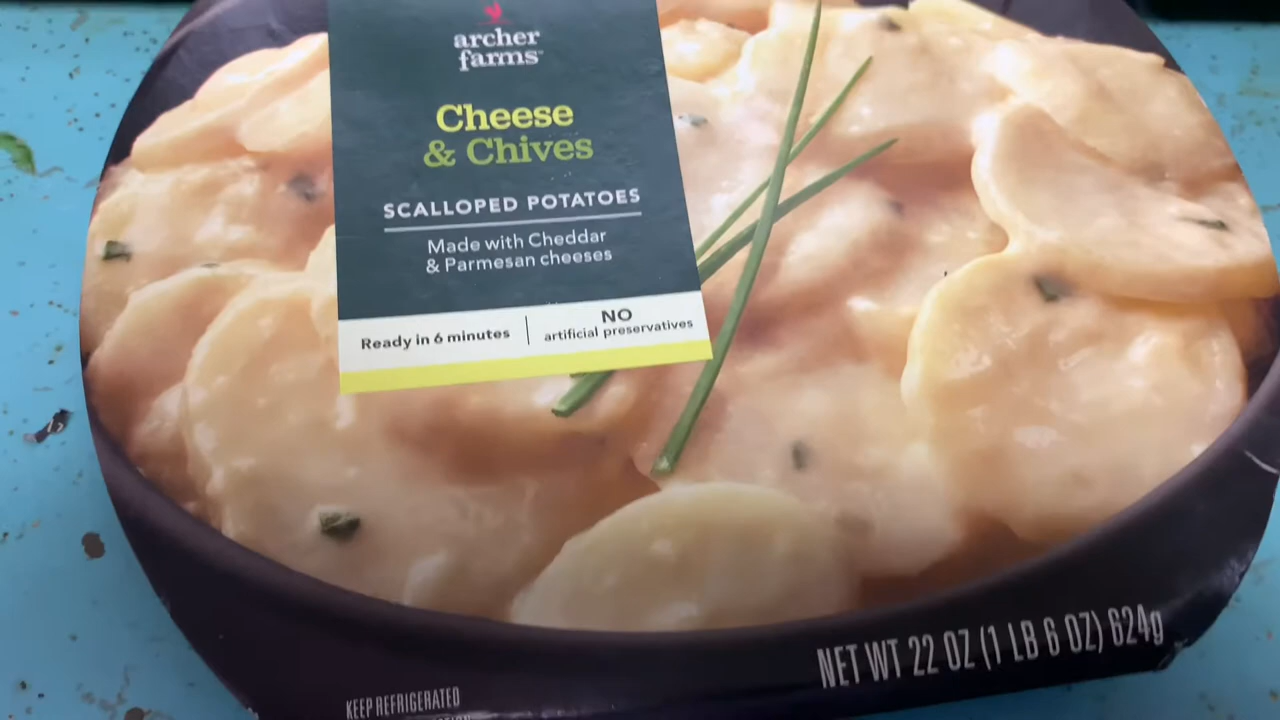 archer
farms™
Cheese
& Chives
SCALLOPED POTATOES
Made with Cheddar
& Parmesan cheeses
Ready in 6 minutes
NO
artificial preservatives
NET WT 22 OZ (1 LB 6 OZ) 624g
KEEP REFRIGERATED